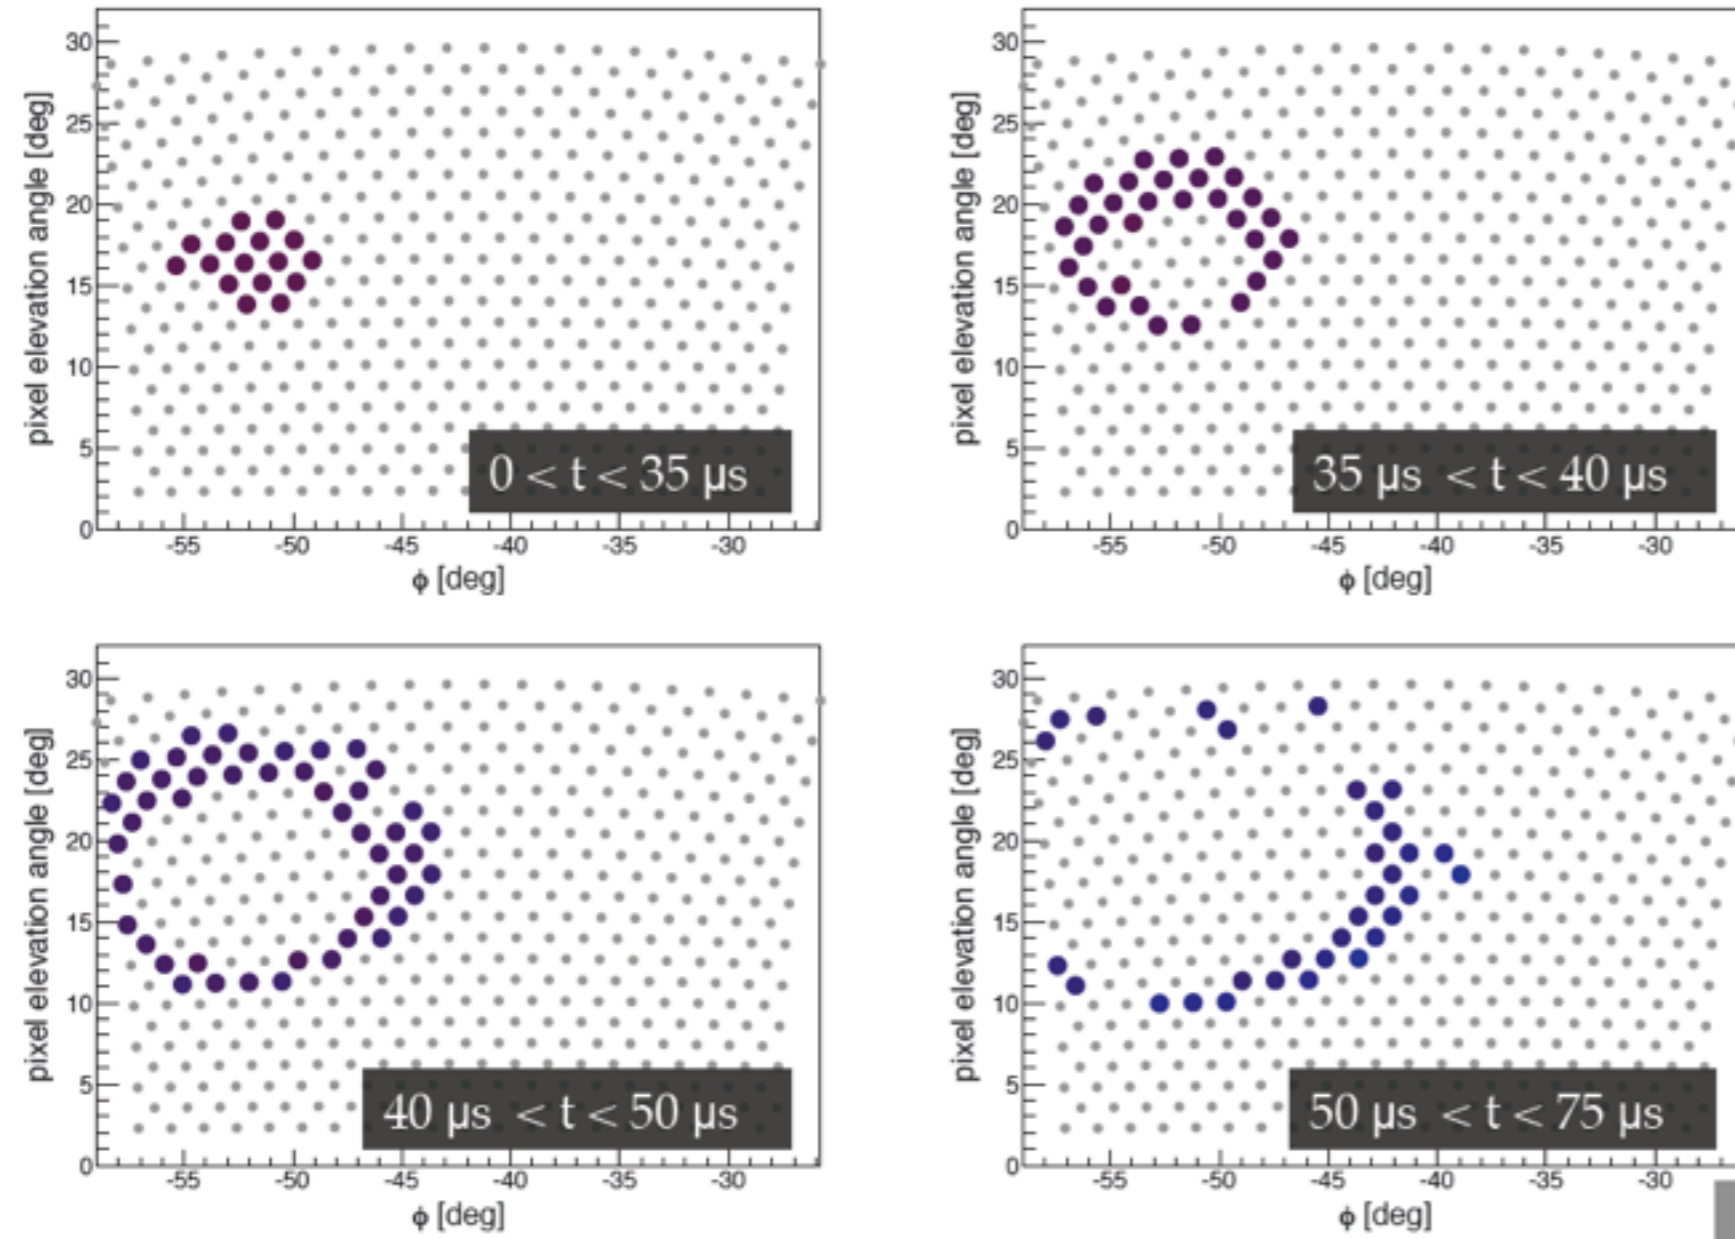 30
25
20
15
10
5
0
pixel elevation angle [deg]
0 < t < 35 µs
-55 -50 -45 -40 -35 -30
ϕ [deg]
30
25
20
15
10
5
0
pixel elevation angle [deg]
35 µs < t < 40 µs
-55 -50 -45 -40 -35 -30
ϕ [deg]
30
25
20
15
10
5
0
pixel elevation angle [deg]
40 µs < t < 50 µs
-55 -50 -45 -40 -35 -30
ϕ [deg]
30
25
20
15
10
5
0
pixel elevation angle [deg]
50 µs < t < 75 µs
-55 -50 -45 -40 -35 -30
ϕ [deg]